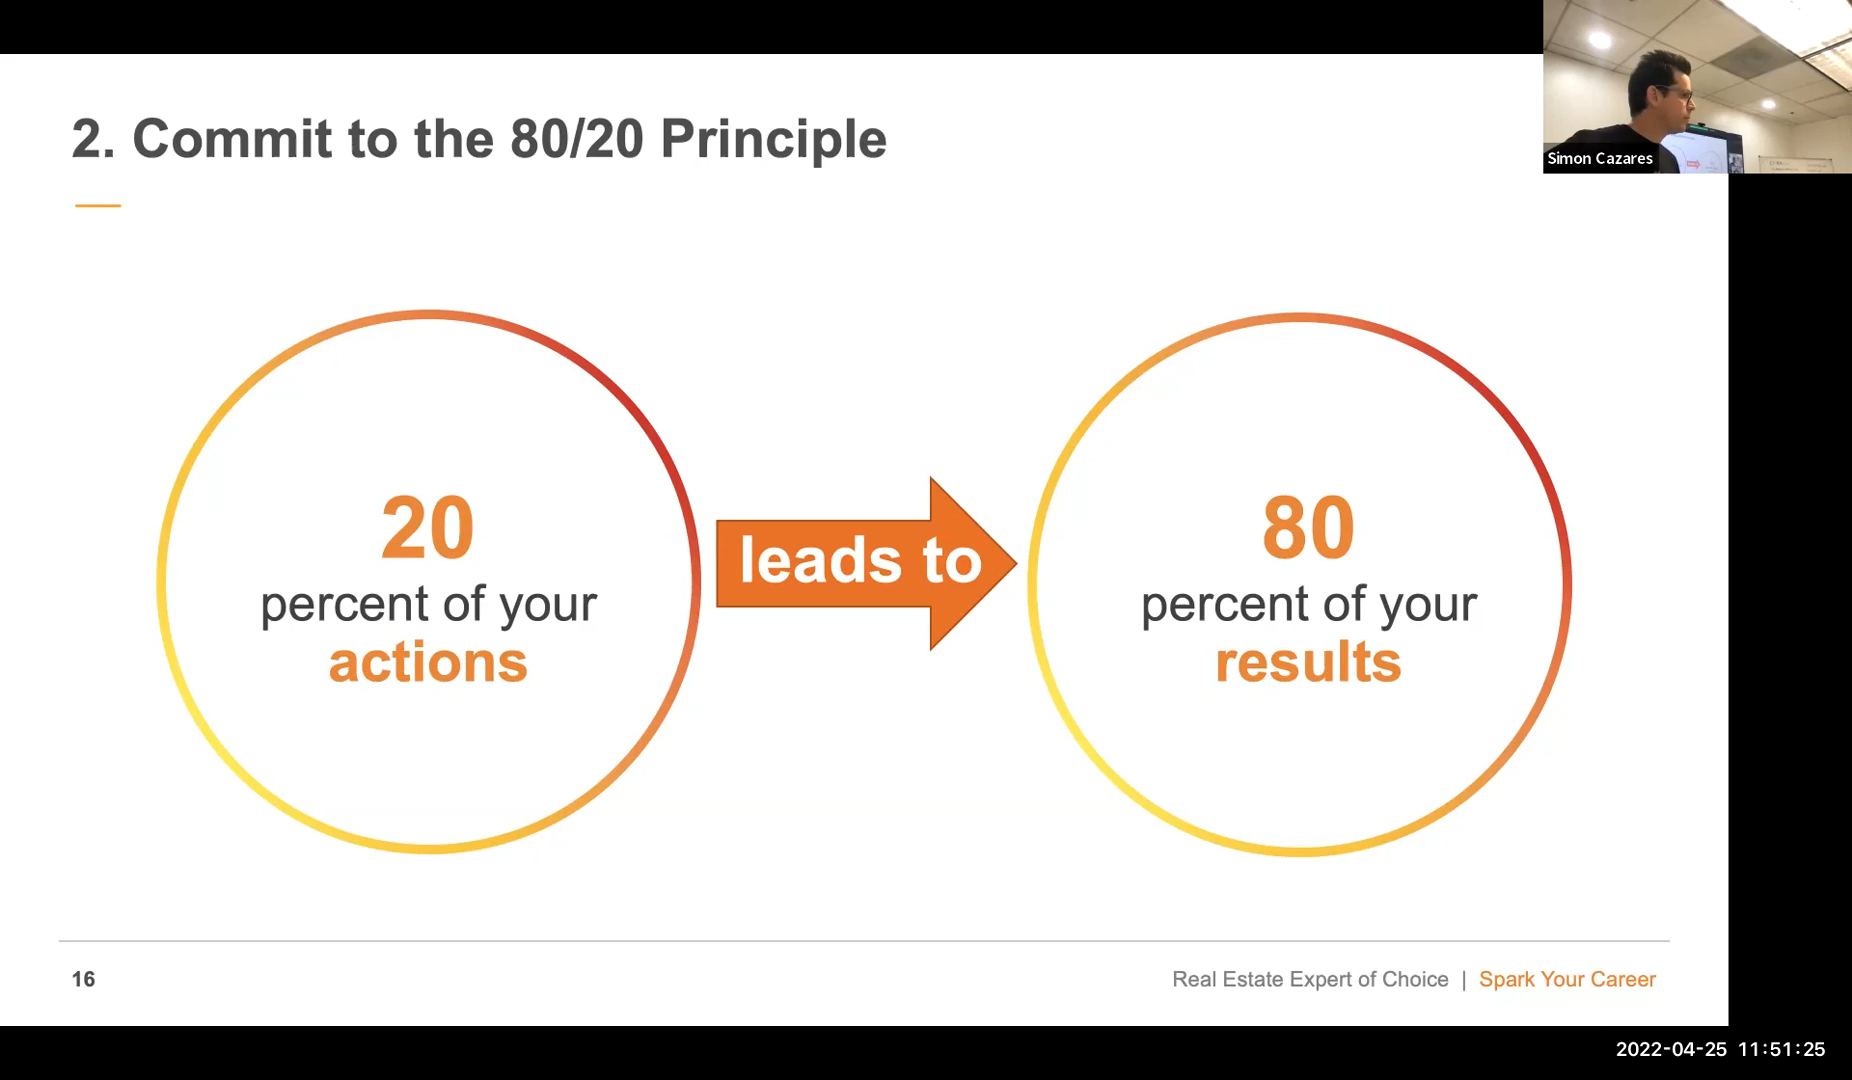 2. Commit to the 80/20 Principle
Simon Cazares
20
percent of your
actions
leads to
80
percent of your
results
16
Real Estate Expert of Choice | Spark Your Career
2022-04-25 11:51:25